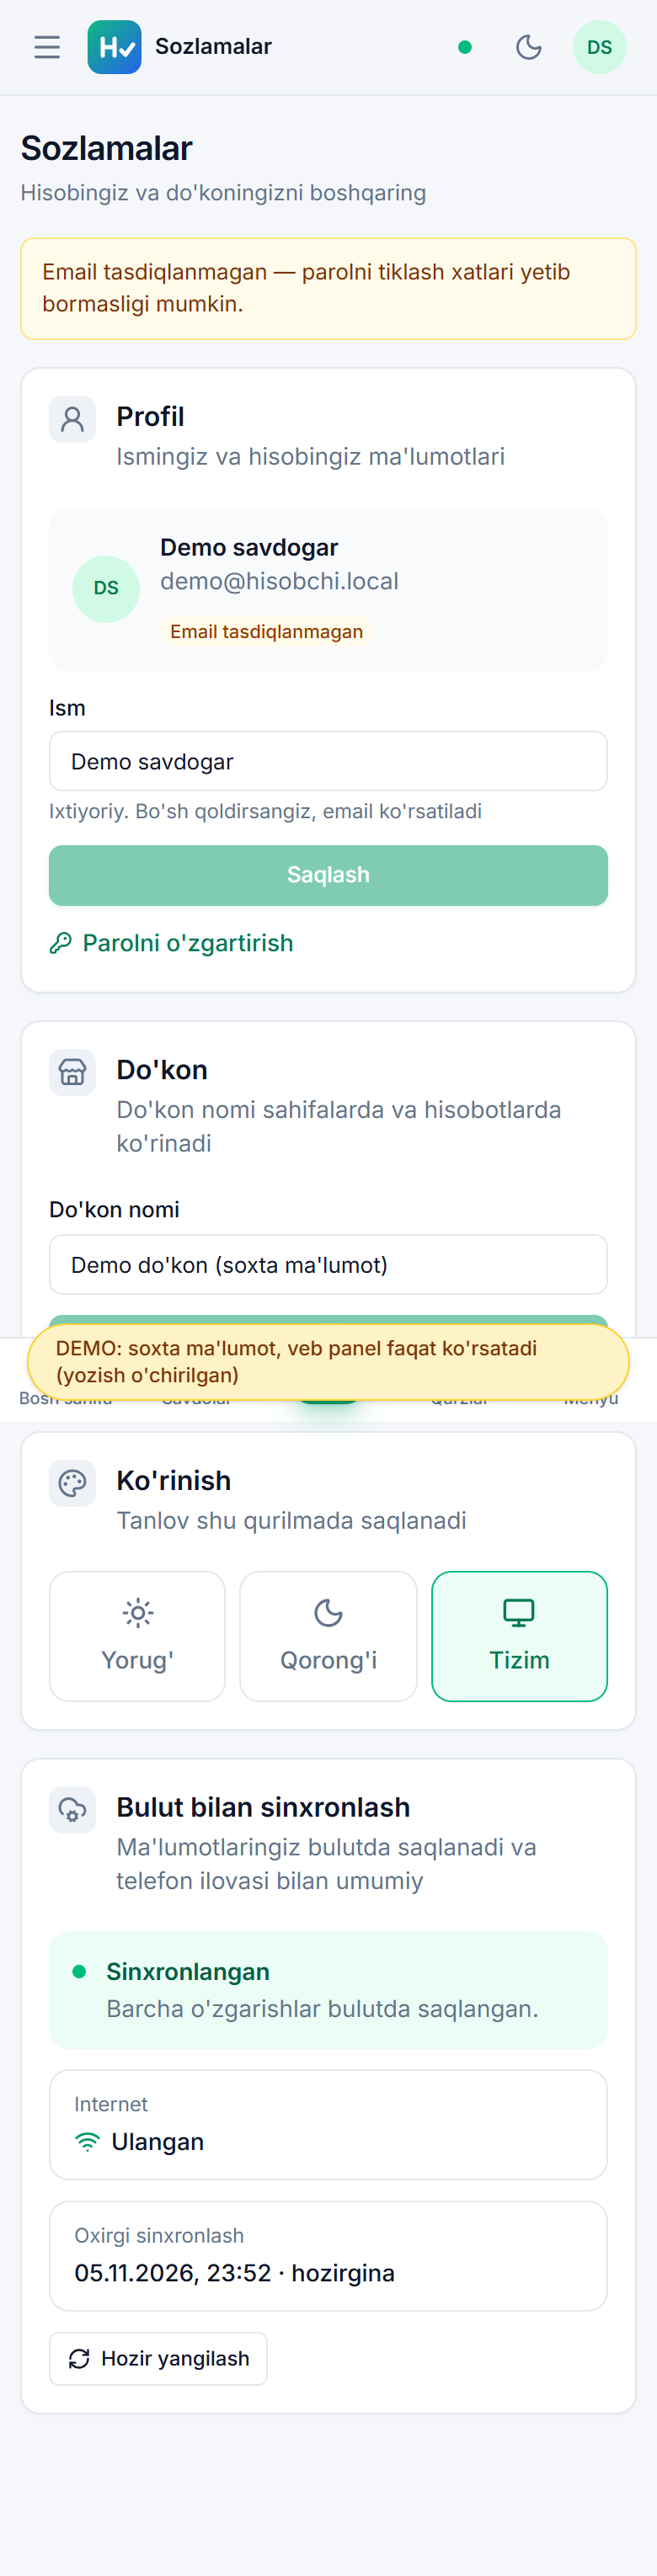 H✓ Sozlamalar DS
Sozlamalar
Hisobingiz va do'koningizni boshqaring
Email tasdiqlanmagan — parolni tiklash xatlari yetib
bormasligi mumkin.
Profil
Ismingiz va hisobingiz ma'lumotlari
DS
Demo savdogar
demo@hisobchi.local
Email tasdiqlanmagan
Ism
Demo savdogar
Ixtiyoriy. Bo'sh qoldirsangiz, email ko'rsatiladi
Saqlash
Parolni o'zgartirish
Do'kon
Do'kon nomi sahifalarda va hisobotlarda
ko'rinadi
Do'kon nomi
Demo do'kon (soxta ma'lumot)
DEMO: soxta ma'lumot, veb panel faqat ko'rsatadi
(yozish o'chirilgan)
Menyu
Ko'rinish
Tanlov shu qurilmada saqlanadi
Yorug'
Qorong'i
Tizim
Bulut bilan sinxronlash
Ma'lumotlaringiz bulutda saqlanadi va
telefon ilovasi bilan umumiy
Sinxronlangan
Barcha o'zgarishlar bulutda saqlangan.
Internet
Ulangan
Oxirgi sinxronlash
05.11.2026, 23:52 · hozirgina
Hozir yangilash